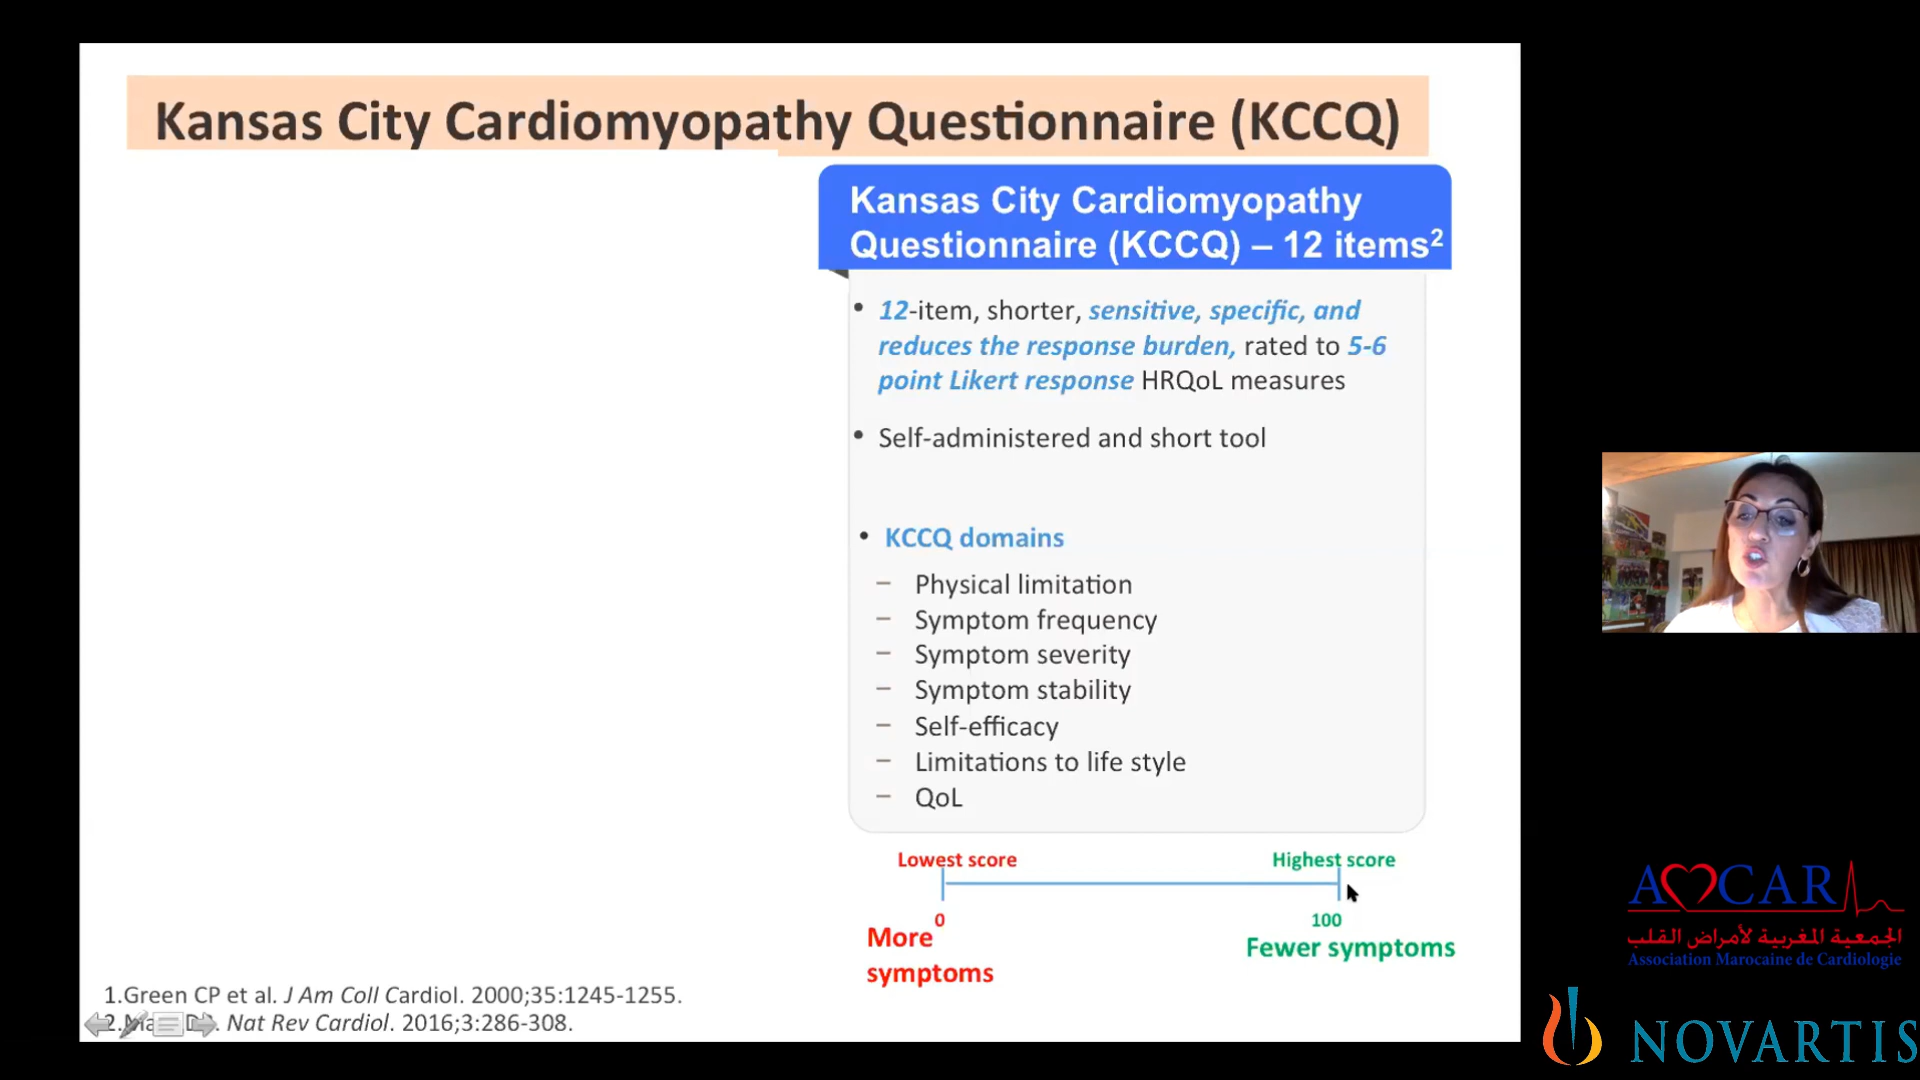 Kansas City Cardiomyopathy Questionnaire (KCCQ)
Kansas City Cardiomyopathy
Questionnaire (KCCQ) – 12 items²
• 12-item, shorter, sensitive, specific, and
reduces the response burden, rated to 5-6
point Likert response HRQoL measures
• Self-administered and short tool
• KCCQ domains
– Physical limitation
– Symptom frequency
– Symptom severity
– Symptom stability
– Self-efficacy
– Limitations to life style
– QoL
Lowest score
Highest score
0
100
More
symptoms
Fewer symptoms
1.Green CP et al. J Am Coll Cardiol. 2000;35:1245-1255.
2. Nat Rev Cardiol. 2016;3:286-308.
AMCAR
الجمعية المغربية لأمراض القلب
Association Marocaine de Cardiologie
NOVARTIS